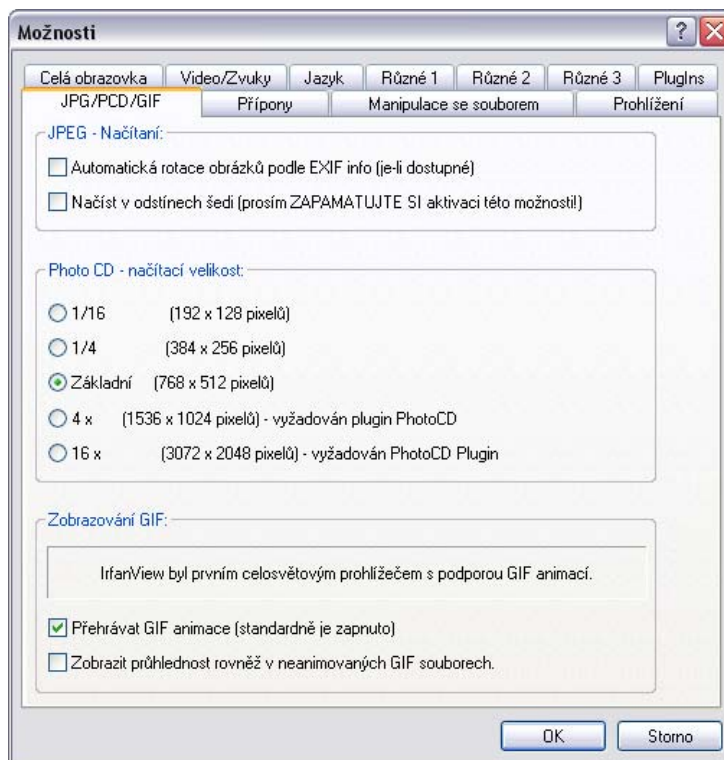 Možnosti
Celá obrazovka Video/Zvuky Jazyk Různé 1 Různé 2 Různé 3 PlugIns
JPG/PCD/GIF Přípony Manipulace se souborem Prohlížení
JPEG - Načítaní:
Automatická rotace obrázků podle EXIF info (je-li dostupné)
Načíst v odstínech šedi (prosím ZAPAMATUJTE SI aktivaci této možnosti!)
Photo CD - načítací velikost:
1/16 (192 x 128 pixelů)
1/4 (384 x 256 pixelů)
Základní (768 x 512 pixelů)
4 x (1536 x 1024 pixelů) - vyžadován plugin PhotoCD
16 x (3072 x 2048 pixelů) - vyžadován PhotoCD Plugin
Zobrazování GIF:
IrfanView byl prvním celosvětovým prohlížečem s podporou GIF animací.
Přehrávat GIF animace (standardně je zapnuto)
Zobrazit průhlednost rovněž v neanimovaných GIF souborech.
OK Storno